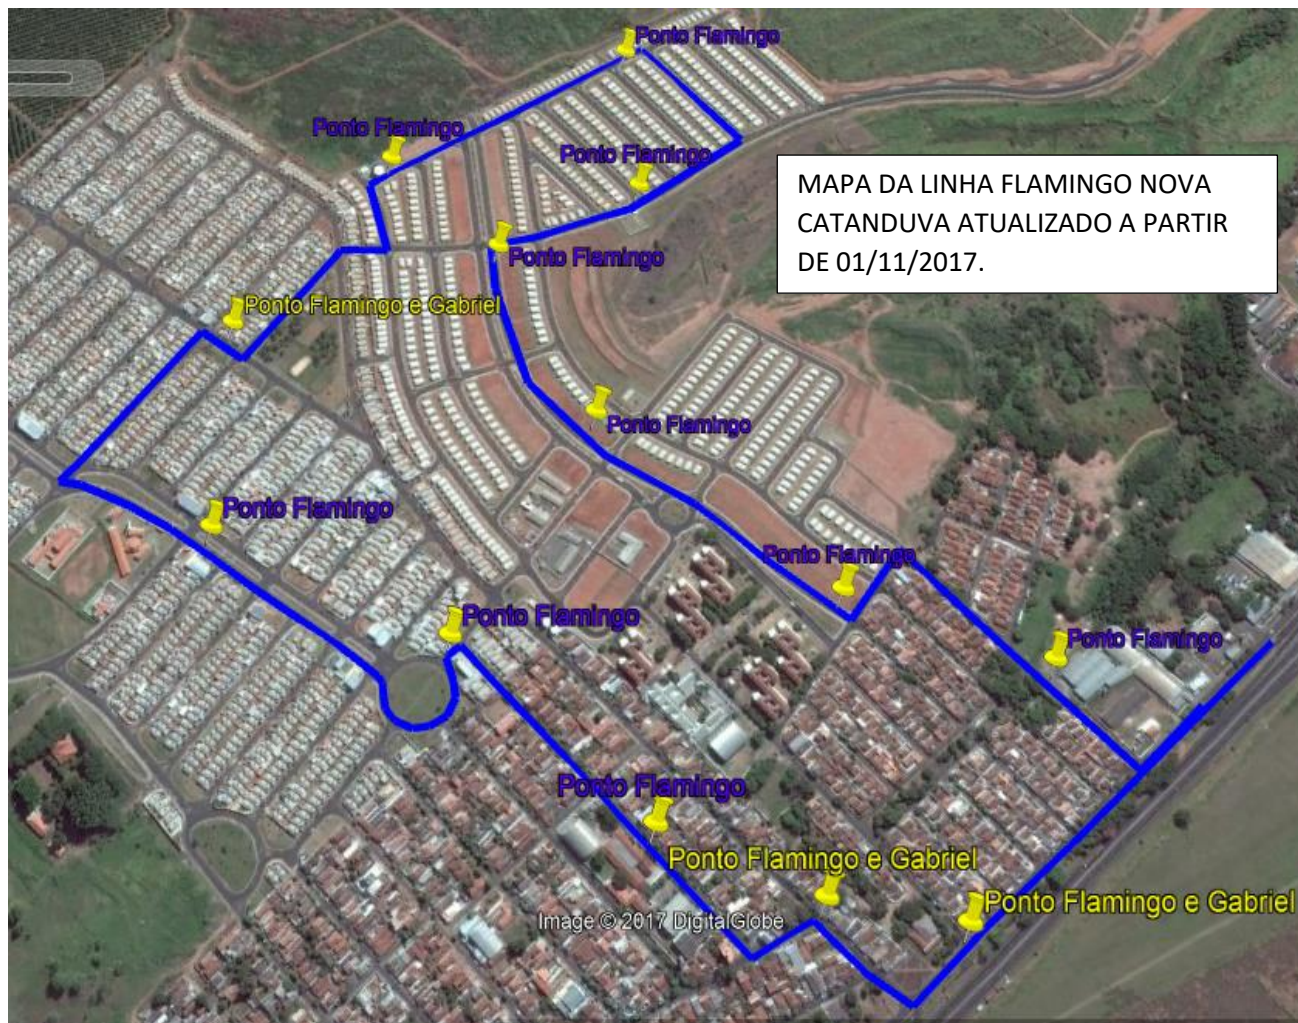 Ponto Flamingo
Ponto Flamingo
Ponto Flamingo
MAPA DA LINHA FLAMINGO NOVA
CATANDUVA ATUALIZADO A PARTIR
DE 01/11/2017.
Ponto Flamingo
Ponto Flamingo e Gabriel
Ponto Flamingo
Ponto Flamingo
Ponto Flamingo
Ponto Flamingo
Ponto Flamingo
Ponto Flamingo
Ponto Flamingo e Gabriel
Ponto Flamingo e Gabriel
Image © 2017 DigitalGlobe